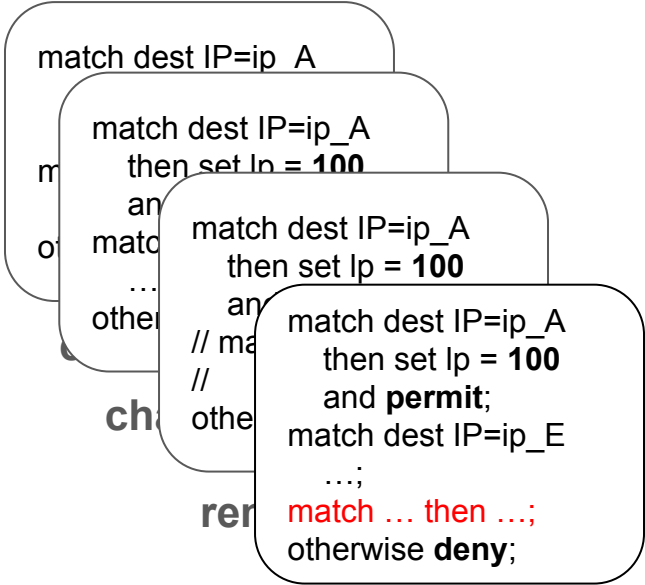 match dest IP=ip_A
match dest IP=ip_A
then set lp = 100
match dest IP=ip_A
then set lp = 100
// 
//
match dest IP=ip_A
then set lp = 100
and permit;
match dest IP=ip_E
…;
match … then …;
otherwise deny;